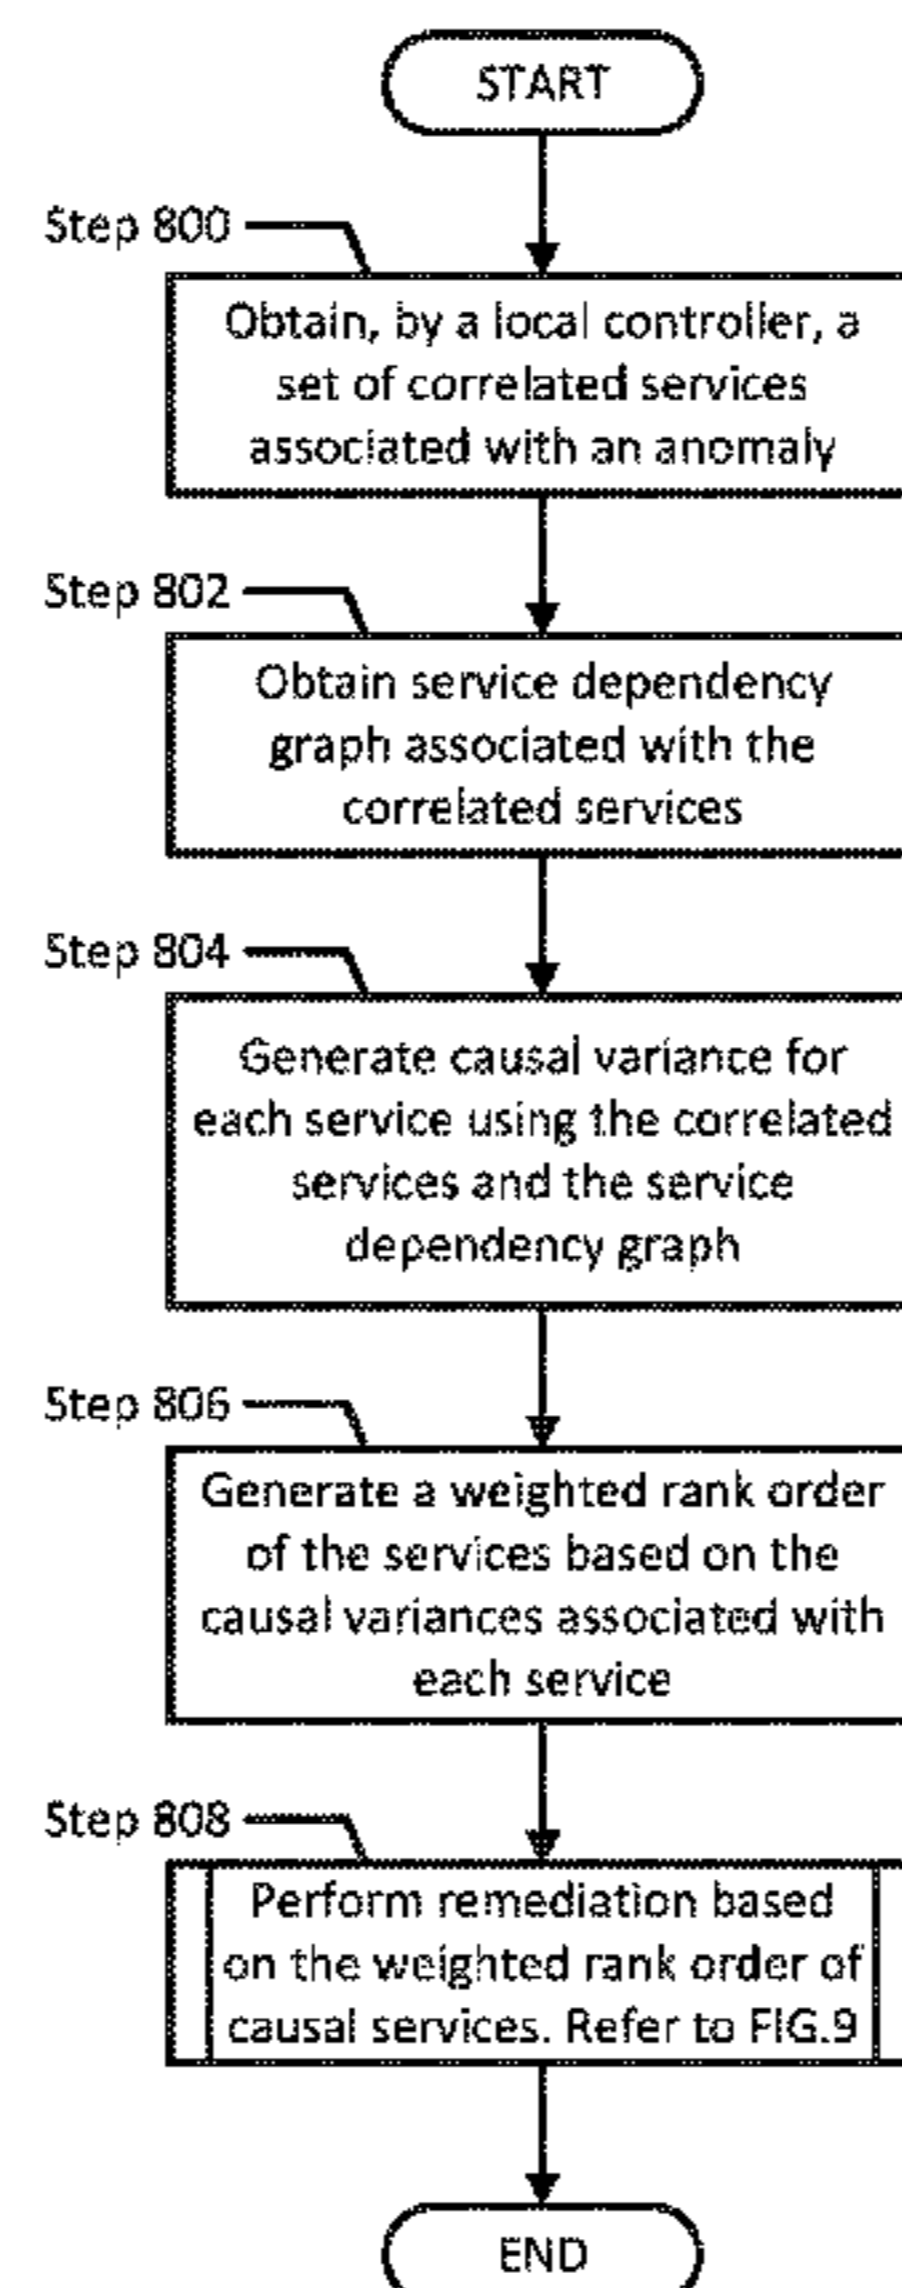 START
Step 800
Obtain, by a local controller, a
set of correlated services
associated with an anomaly
Step 802
Obtain service dependency
graph associated with the
correlated services
Step 804
Generate causal variance for
each service using the correlated
services and the service
dependency graph
Step 806
Generate a weighted rank order
of the services based on the
causal variances associated with
each service
Step 808
Perform remediation based
on the weighted rank order of
causal services. Refer to FIG.9
END